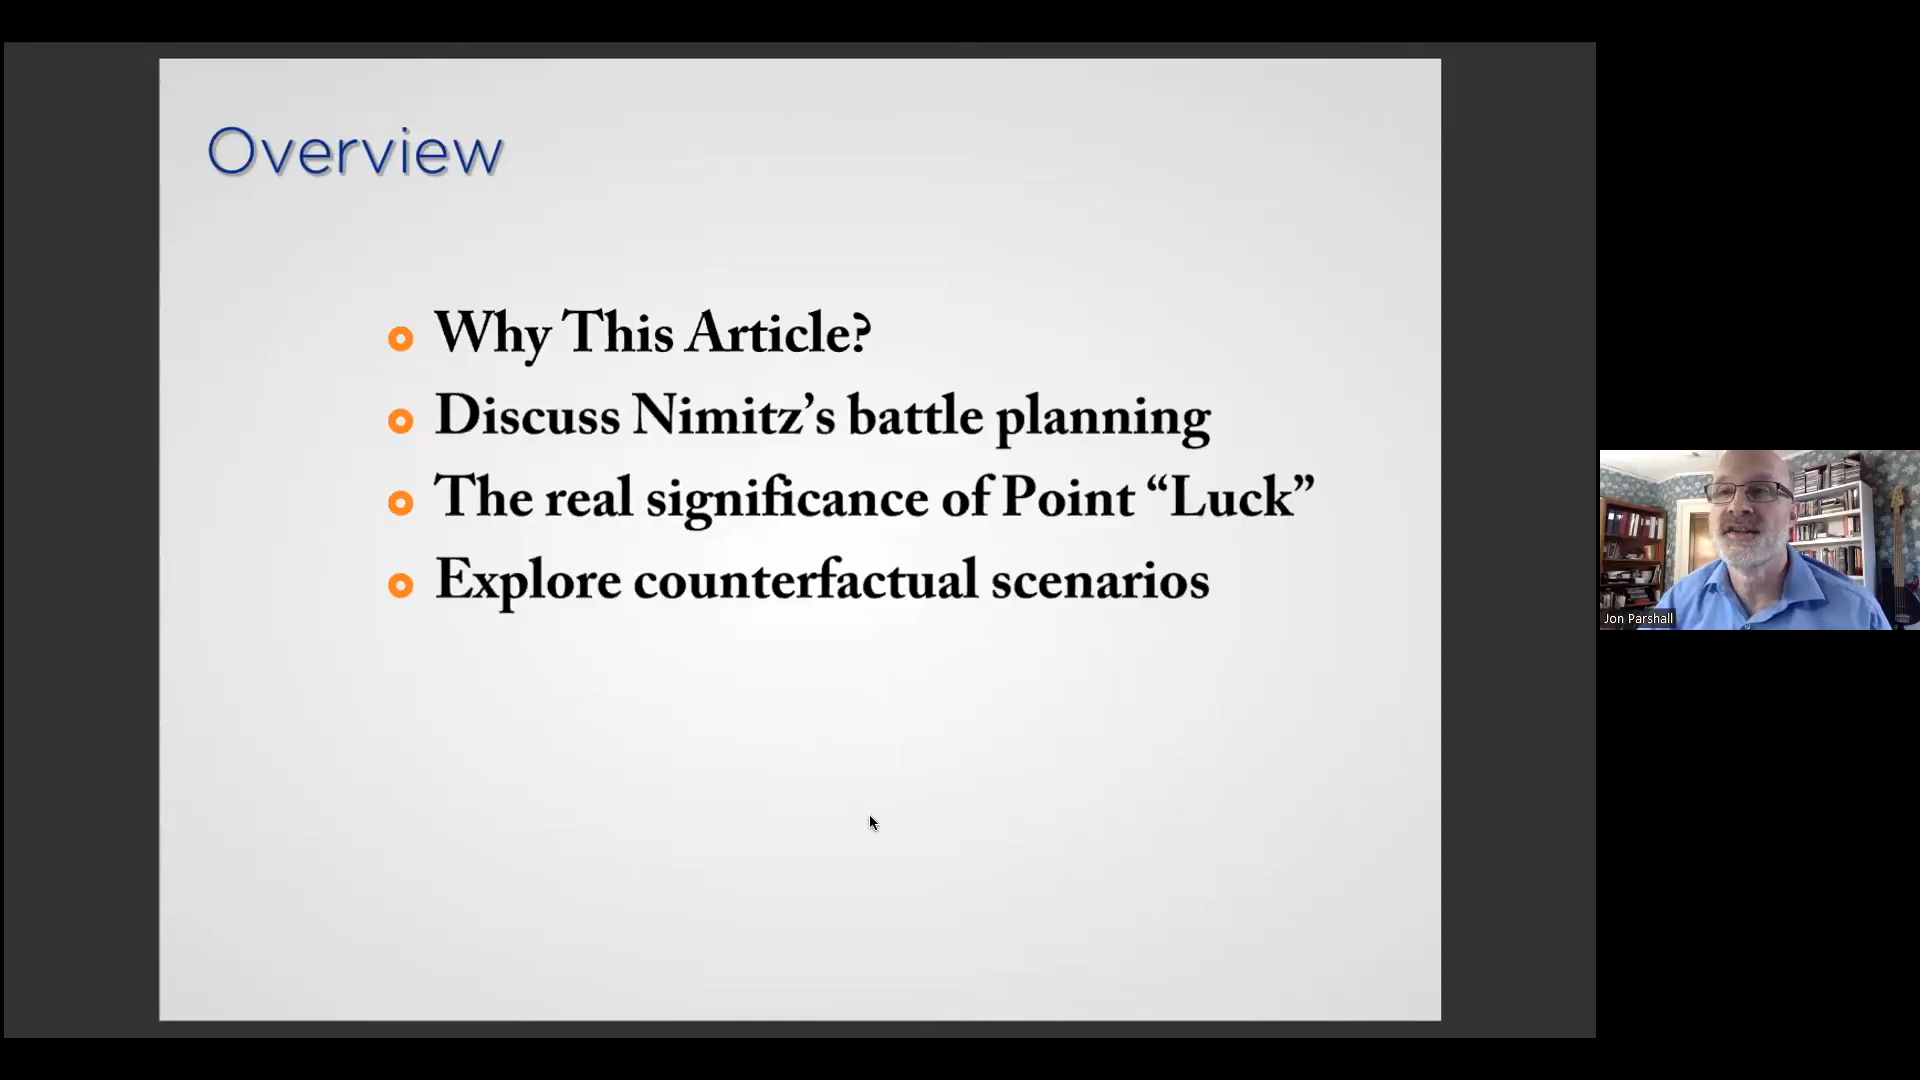 Overview
Why This Article?
Discuss Nimitz’s battle planning
The real significance of Point “Luck”
Explore counterfactual scenarios
Jon Parshall